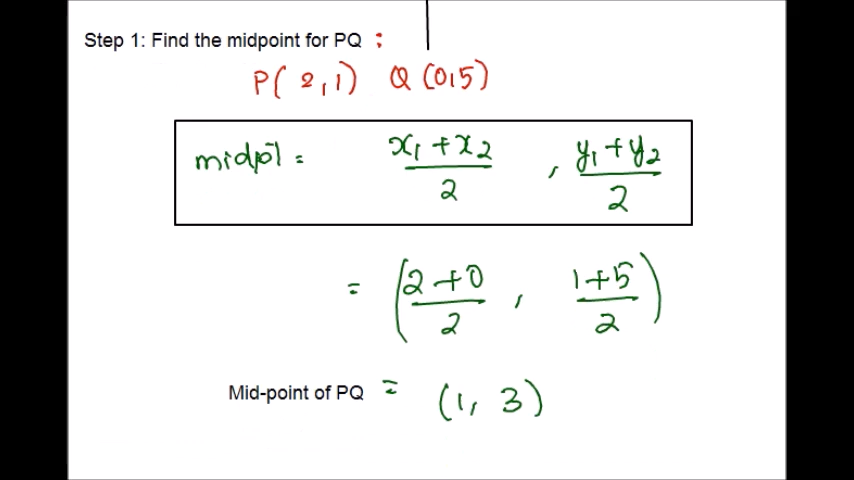 Step 1: Find the midpoint for PQ :
P( 2,1) Q (0,5)
midpt = x₁ + x₂ / 2 , y₁ + y₂ / 2
= (2 + 0 / 2 , 1 + 5 / 2)
Mid-point of PQ = (1, 3)